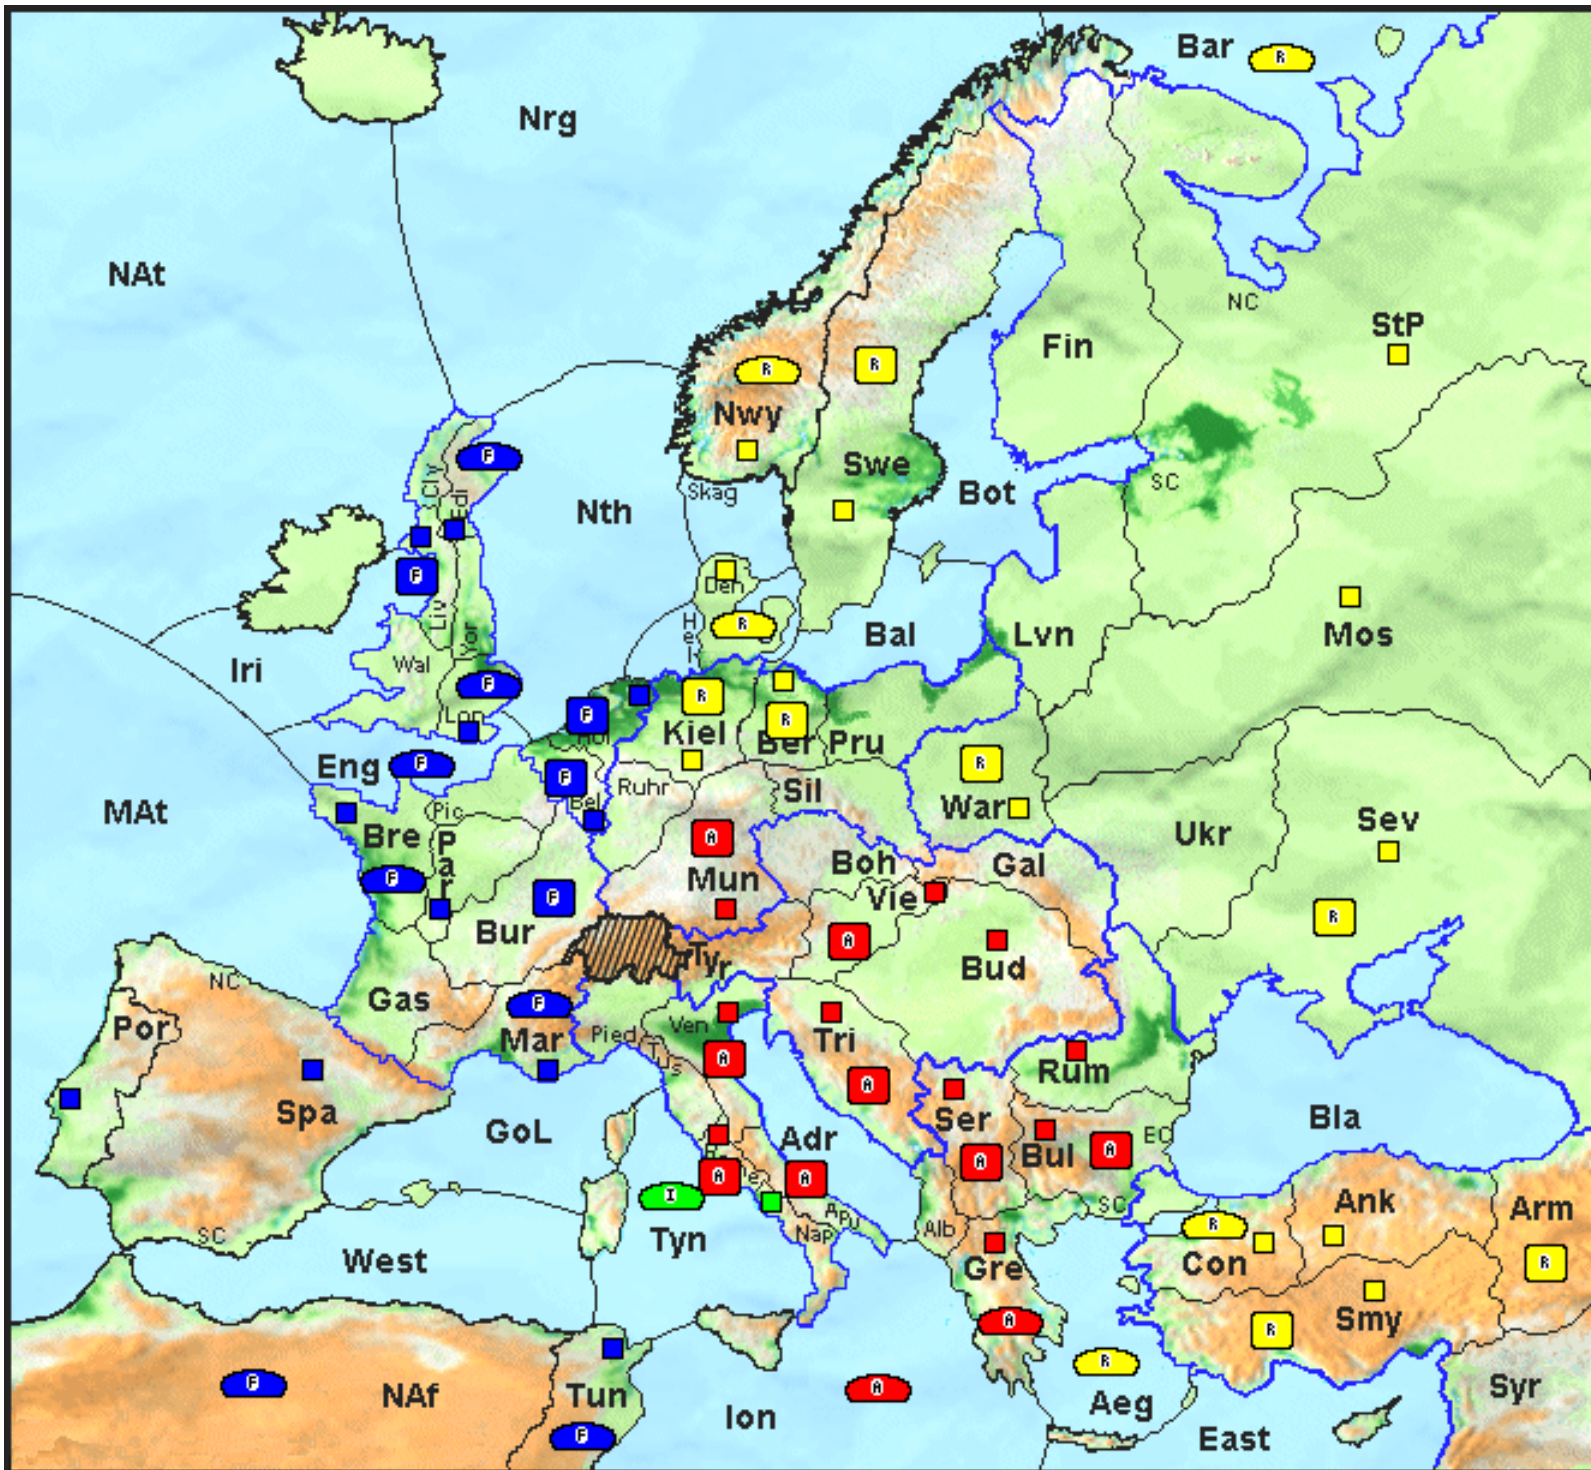 Bar
R
Nrg
NAt
NC
StP
Fin
R
R
Nwy
Swe
F
Cly
Edi
Skag
SC
Bot
Nth
Den
F
Mos
Liv
Yor
R
Hel
Bal
Lvn
Wal
Iri
F
R
Lon
F
Kiel
R
Ber
Pru
Hol
Eng
F
R
F
Ruhr
Sil
Bel
War
MAt
Pic
Bre
Par
A
Ukr
Sev
Boh
Gal
F
Mun
Vie
F
R
Bur
A
Tyr
Bud
NC
Gas
F
Por
Mar
Pied
Ven
Tri
Tus
A
Rum
A
Spa
Ser
GoL
Adr
Bul
EC
Bla
A
A
A
A
I
Ank
Arm
SC
SC
Apu
Nap
Alb
Tyn
R
West
Con
Gre
R
Smy
A
R
R
F
NAf
Tun
A
Aeg
Syr
Ion
F
East